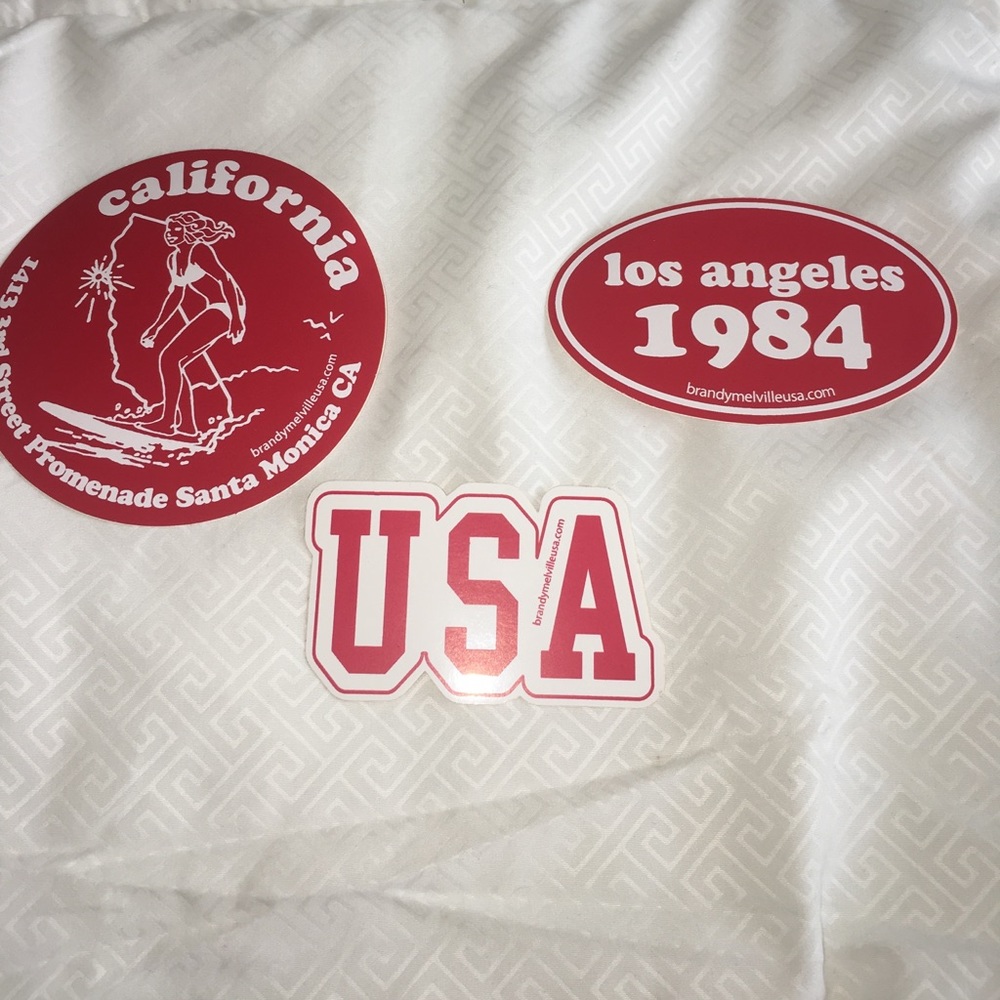 california
1413 3rd Street Promenade Santa Monica CA
brandymelvilleusa.com
los angeles
1984
brandymelvilleusa.com
USA
brandymelvilleusa.com